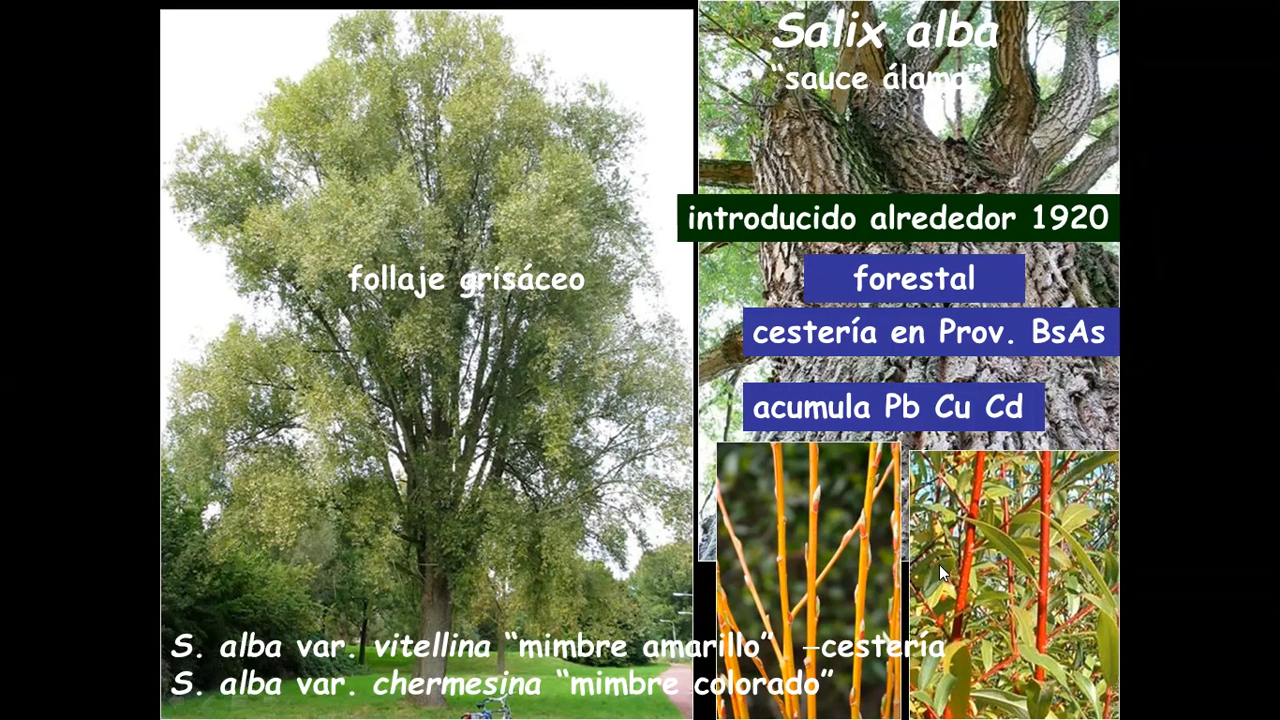 Salix alba
“sauce álamo”
introducido alrededor 1920
follaje grisáceo
forestal
cestería en Prov. BsAs
acumula Pb Cu Cd
S. alba var. vitellina “mimbre amarillo” –cestería
S. alba var. chermesina “mimbre colorado”